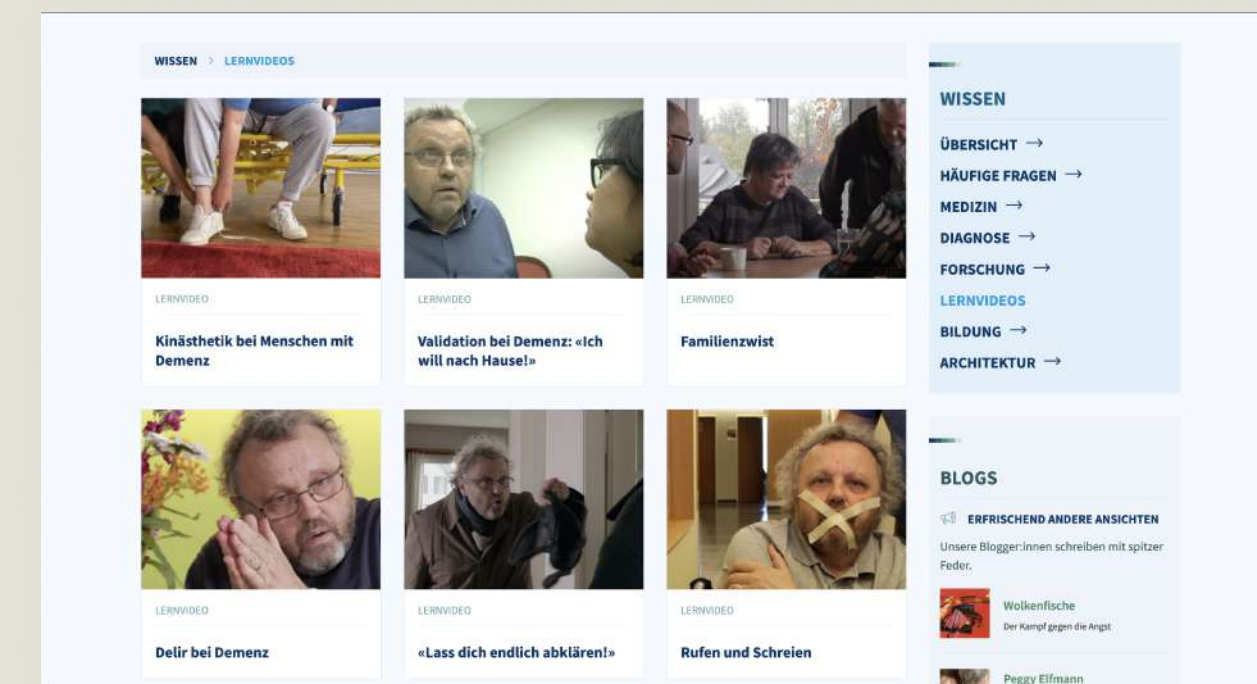 WISSEN > LERNVIDEOS
LERNVIDEO
Kinästhetik bei Menschen mit
Demenz
LERNVIDEO
Validation bei Demenz: «Ich
will nach Hause!»
LERNVIDEO
Familienzwist
LERNVIDEO
Delir bei Demenz
LERNVIDEO
«Lass dich endlich abklären!»
LERNVIDEO
Rufen und Schreien
WISSEN
ÜBERSICHT →
HÄUFIGE FRAGEN →
MEDIZIN →
DIAGNOSE →
FORSCHUNG →
LERNVIDEOS
BILDUNG →
ARCHITEKTUR →
BLOGS
ERFRISCHEND ANDERE ANSICHTEN
Unsere Blogger:innen schreiben mit spitzer
Feder.
Wolkenfische
Der Kampf gegen die Angst
Peggy Elfmann